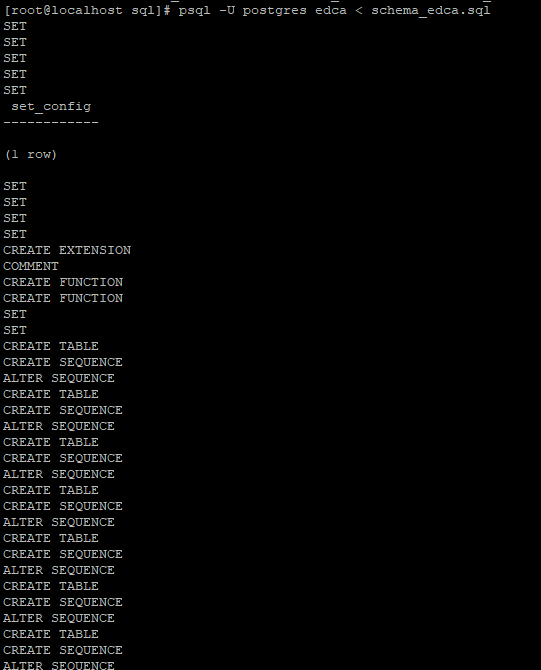 [root@localhost sql]# psql -U postgres edca < schema_edca.sql
SET
SET
SET
SET
SET
 set_config
------------

(1 row)

SET
SET
SET
SET
CREATE EXTENSION
COMMENT
CREATE FUNCTION
CREATE FUNCTION
SET
SET
CREATE TABLE
CREATE SEQUENCE
ALTER SEQUENCE
CREATE TABLE
CREATE SEQUENCE
ALTER SEQUENCE
CREATE TABLE
CREATE SEQUENCE
ALTER SEQUENCE
CREATE TABLE
CREATE SEQUENCE
ALTER SEQUENCE
CREATE TABLE
CREATE SEQUENCE
ALTER SEQUENCE
CREATE TABLE
CREATE SEQUENCE
ALTER SEQUENCE
CREATE TABLE
CREATE SEQUENCE
ALTER SEQUENCE